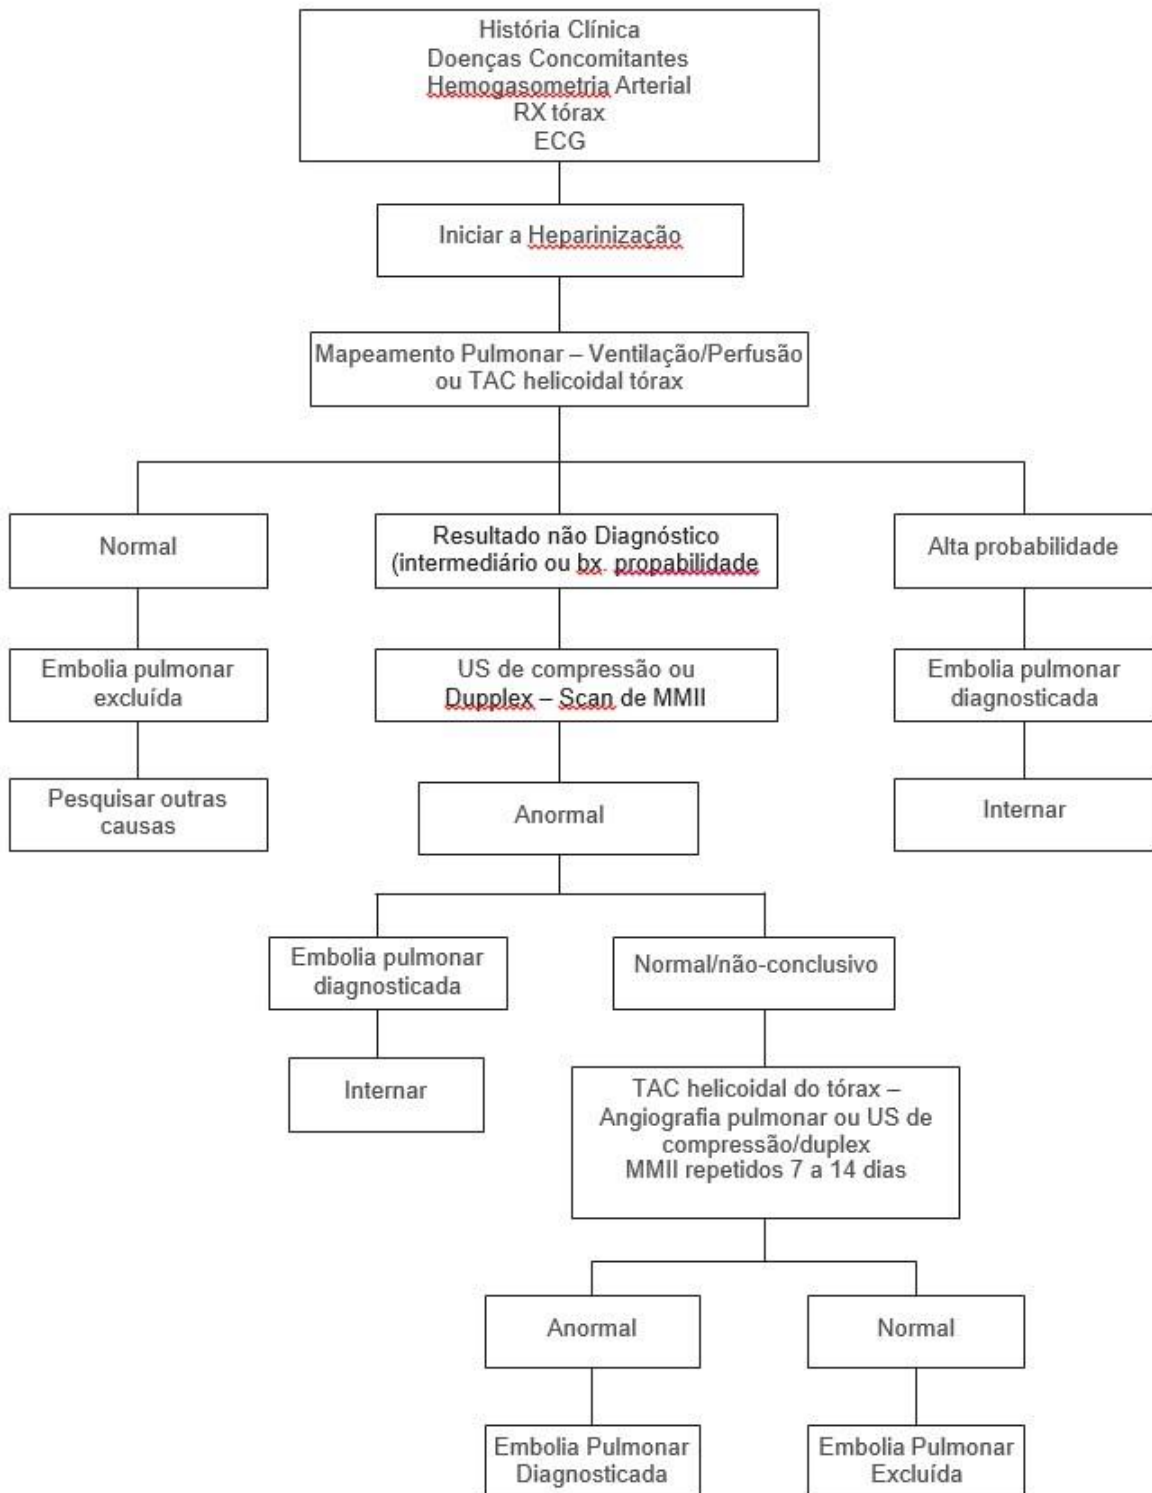 História Clínica
Doenças Concomitantes
Hemogasometria Arterial
RX tórax
ECG
Iniciar a Heparinização
Mapeamento Pulmonar – Ventilação/Perfusão
ou TAC helicoidal tórax
Normal
Resultado não Diagnóstico
(intermediário ou bx. propabilidade
Alta probabilidade
Embolia pulmonar
excluída
US de compressão ou
Dupplex – Scan de MMII
Embolia pulmonar
diagnosticada
Pesquisar outras
causas
Anormal
Internar
Embolia pulmonar
diagnosticada
Normal/não-conclusivo
Internar
TAC helicoidal do tórax –
Angiografia pulmonar ou US de
compressão/duplex
MMII repetidos 7 a 14 dias
Anormal
Normal
Embolia Pulmonar
Diagnosticada
Embolia Pulmonar
Excluída